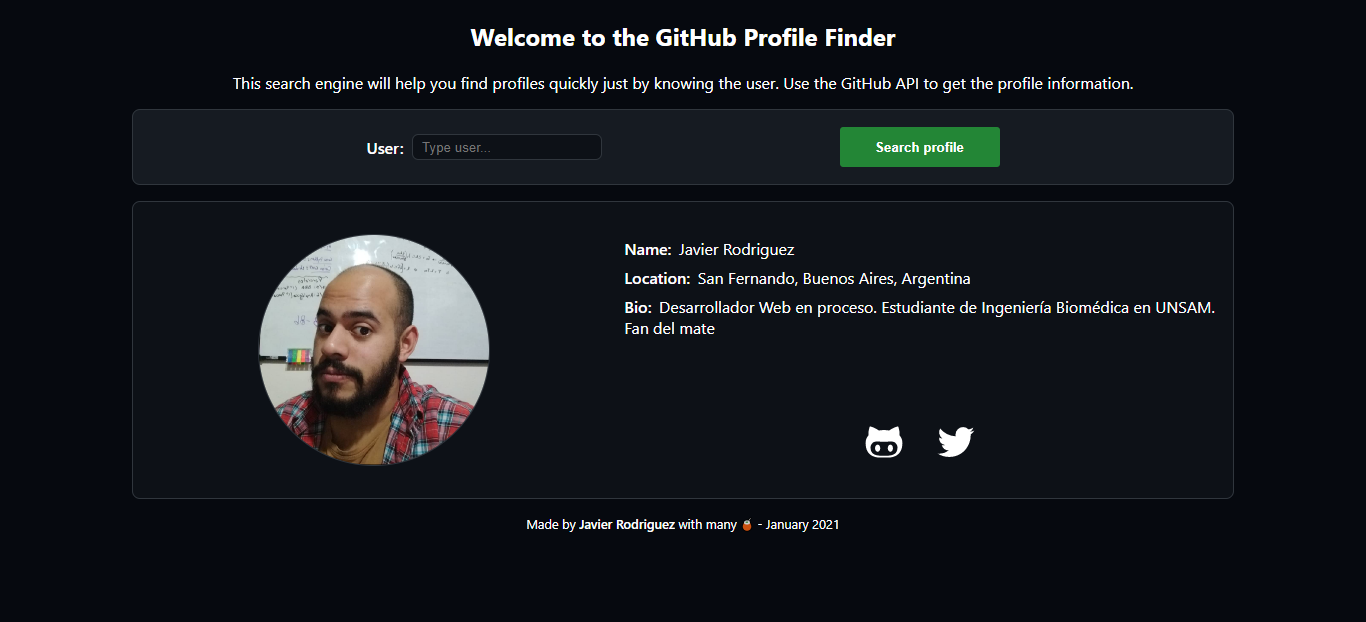 Welcome to the GitHub Profile Finder
This search engine will help you find profiles quickly just by knowing the user. Use the GitHub API to get the profile information.
User: Type user...
Search profile
Name: Javier Rodriguez
Location: San Fernando, Buenos Aires, Argentina
Bio: Desarrollador Web en proceso. Estudiante de Ingeniería Biomédica en UNSAM.
Fan del mate
Made by Javier Rodriguez with many 🧉 - January 2021